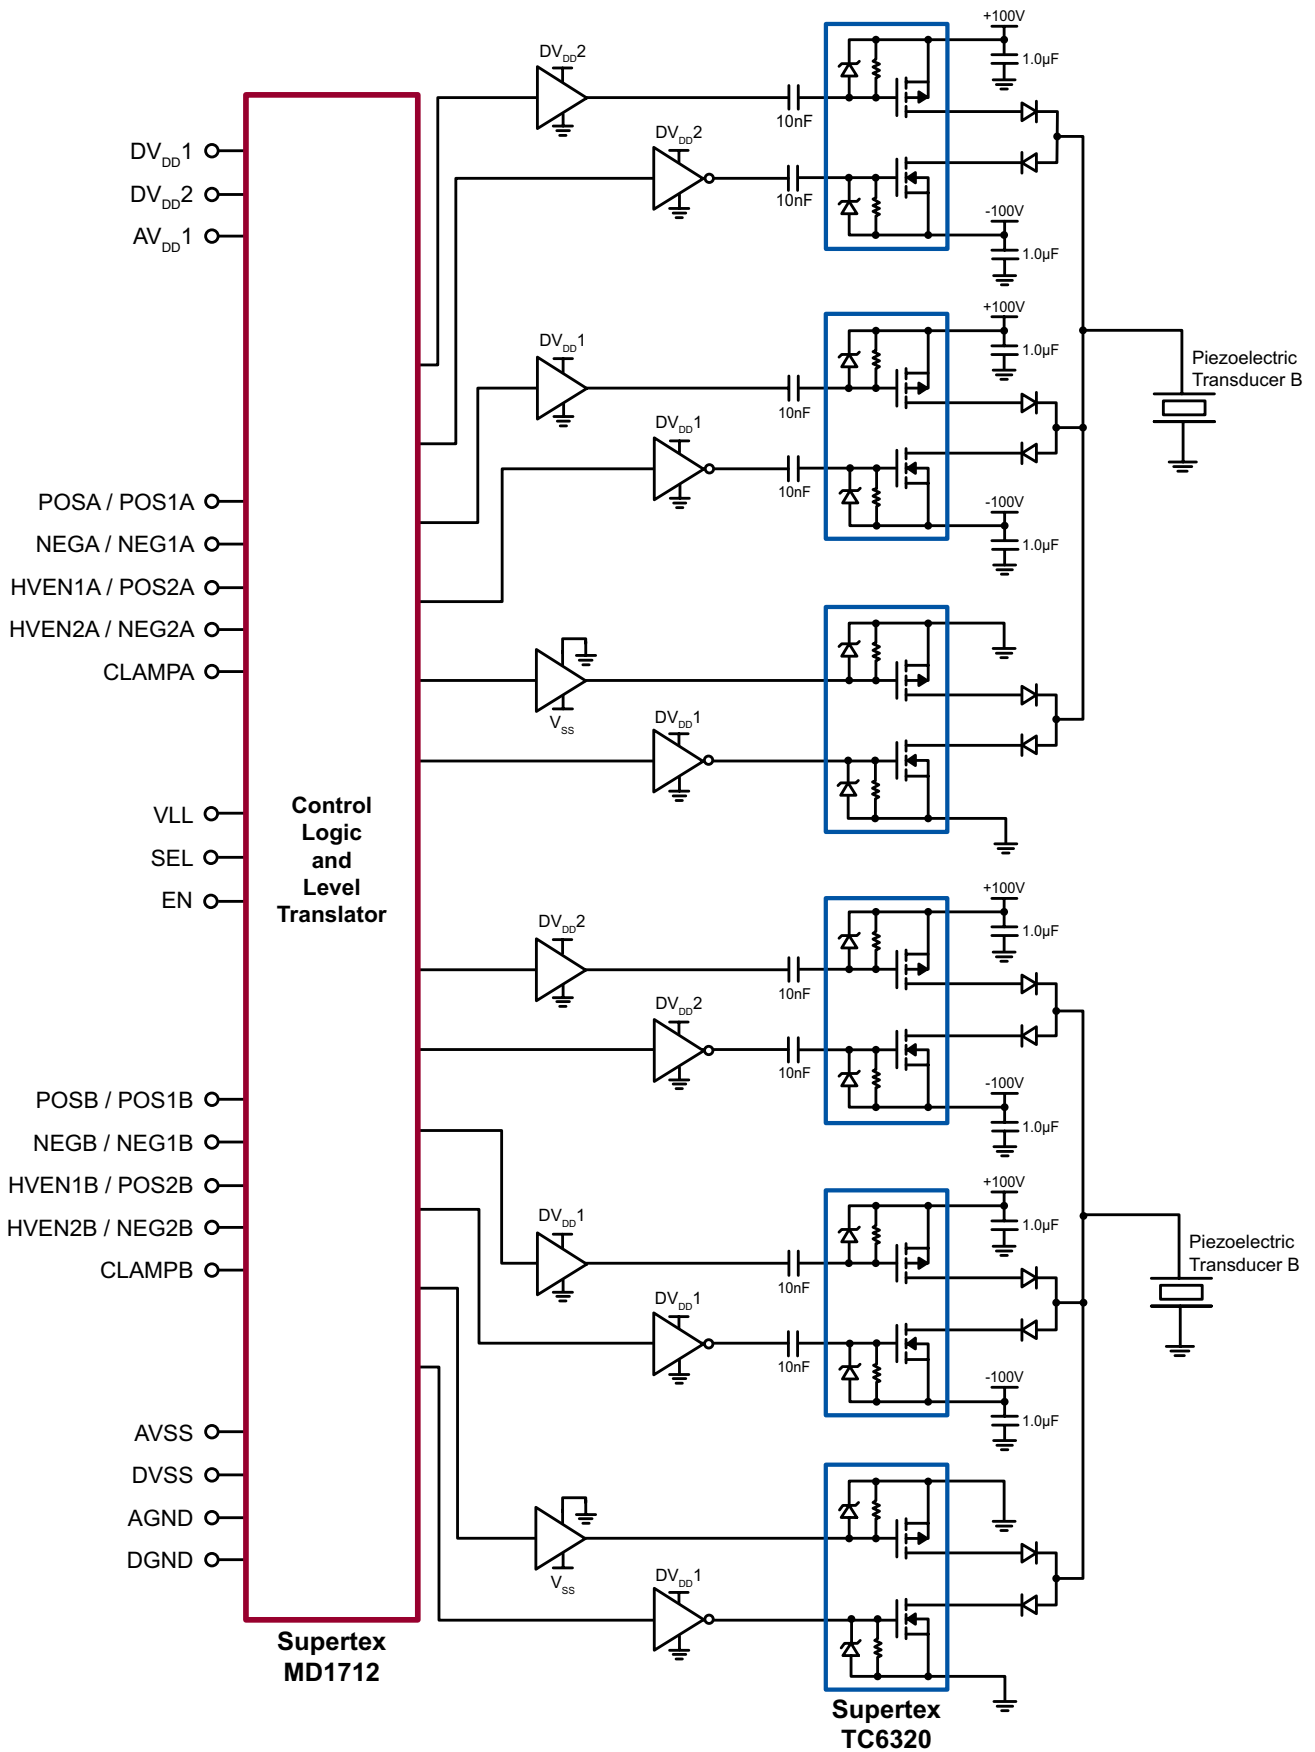 DVDD1
DVDD2
AVDD1
POSA / POS1A
NEGA / NEG1A
HVEN1A / POS2A
HVEN2A / NEG2A
CLAMPA
VLL
SEL
EN
POSB / POS1B
NEGB / NEG1B
HVEN1B / POS2B
HVEN2B / NEG2B
CLAMPB
AVSS
DVSS
AGND
DGND
Control
Logic
and
Level
Translator
Supertex
MD1712
DVDD2
10nF
+100V
1.0µF
DVDD2
10nF
-100V
1.0µF
DVDD1
10nF
+100V
1.0µF
DVDD1
10nF
-100V
1.0µF
Piezoelectric
Transducer B
VSS
DVDD1
DVDD2
10nF
+100V
1.0µF
DVDD2
10nF
-100V
1.0µF
DVDD1
10nF
+100V
1.0µF
DVDD1
10nF
-100V
1.0µF
Piezoelectric
Transducer B
VSS
DVDD1
Supertex
TC6320